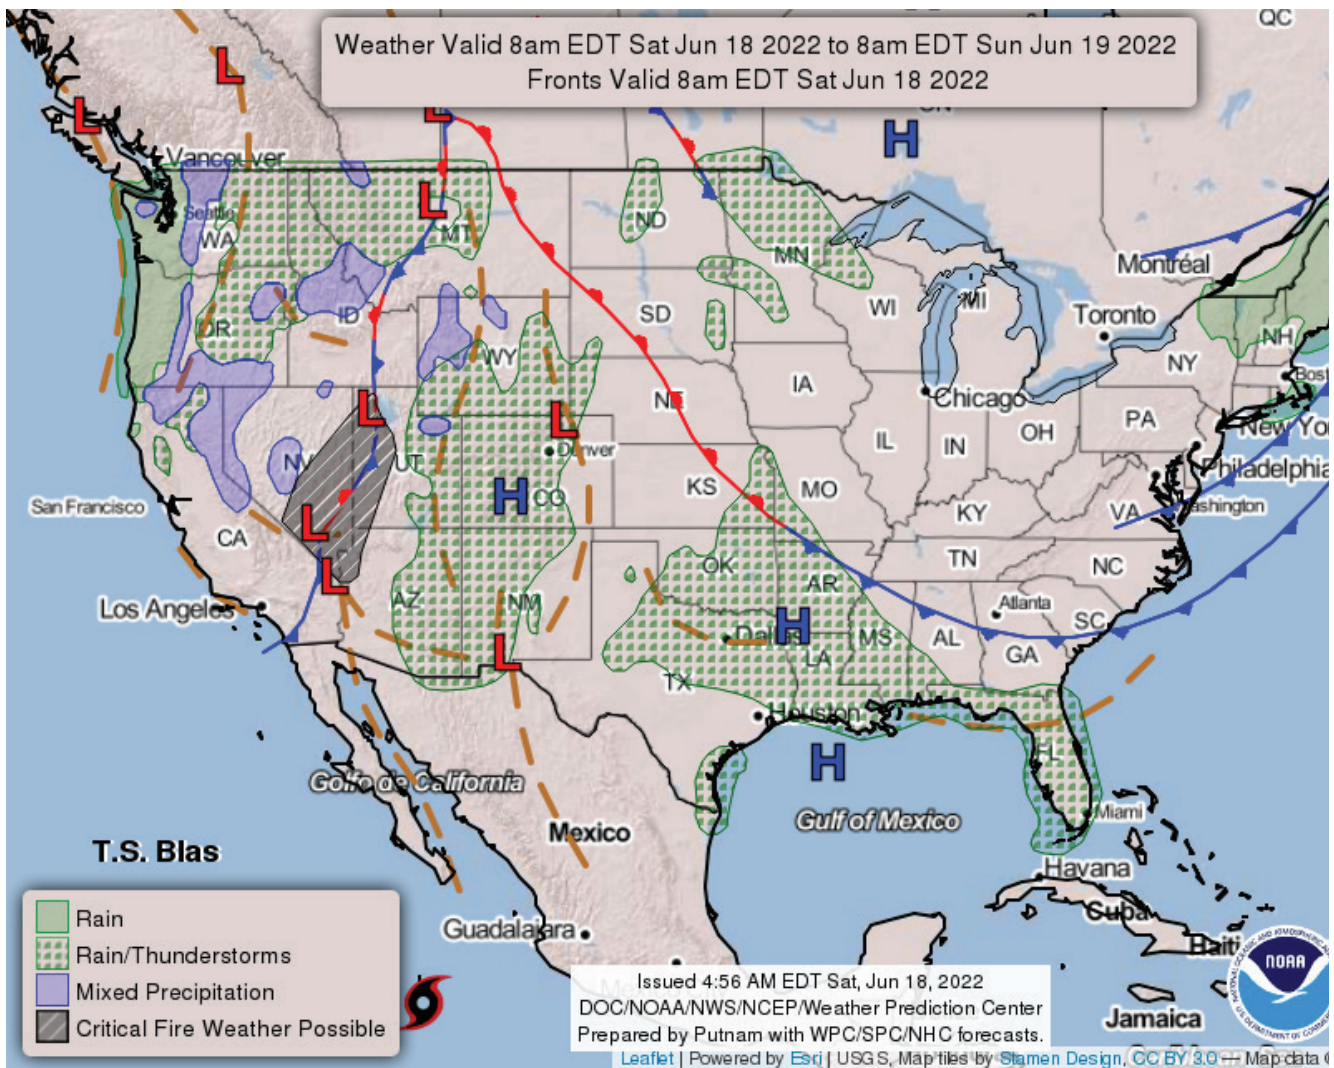 QC
Weather Valid 8am EDT Sat Jun 18 2022 to 8am EDT Sun Jun 19 2022
Fronts Valid 8am EDT Sat Jun 18 2022
L
L
L
H
Vancouver
L
Seattle
WA
MT
ND
MN
Montréal
OR
ID
SD
WI
MI
Toronto
NH
WY
NY
Bost
IA
NE
Chicago
L
L
PA
New Yor
NV
UT
Denver
IL
IN
OH
Philadelphia
H
CO
KS
MO
KY
VA
ashington
San Francisco
CA
L
TN
NC
OK
AR
L
AZ
NM
Atlanta
SC
Los Angeles
H
Dallas
MS
AL
GA
L
LA
TX
Houston
FL
H
Golfo de California
Gulf of Mexico
Miami
Mexico
T.S. Blas
Havana
Cuba
Guadalajara
Haiti
Rain
Rain/Thunderstorms
Mixed Precipitation
Critical Fire Weather Possible
NOAA
Jamaica
Issued 4:56 AM EDT Sat, Jun 18, 2022
DOC/NOAA/NWS/NCEP/Weather Prediction Center
Prepared by Putnam with WPC/SPC/NHC forecasts.
Leaflet | Powered by Esri | USGS, Map tiles by Stamen Design, CC BY 3.0 — Map data ©